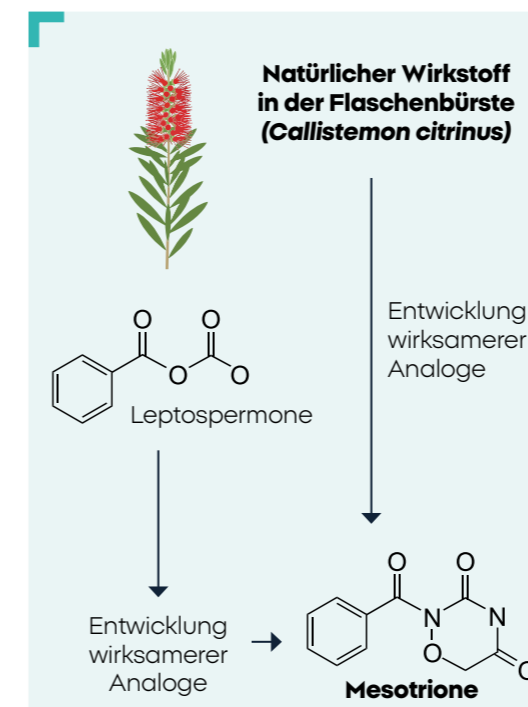 Natürlicher Wirkstoff
in der Flaschenbürste
(Callistemon citrinus)
Entwicklung
wirksamerer
Analoge
O
O
O
O
Leptospermone
Entwicklung
wirksamerer
Analoge
O
O
N
N
O
O
Mesotrione